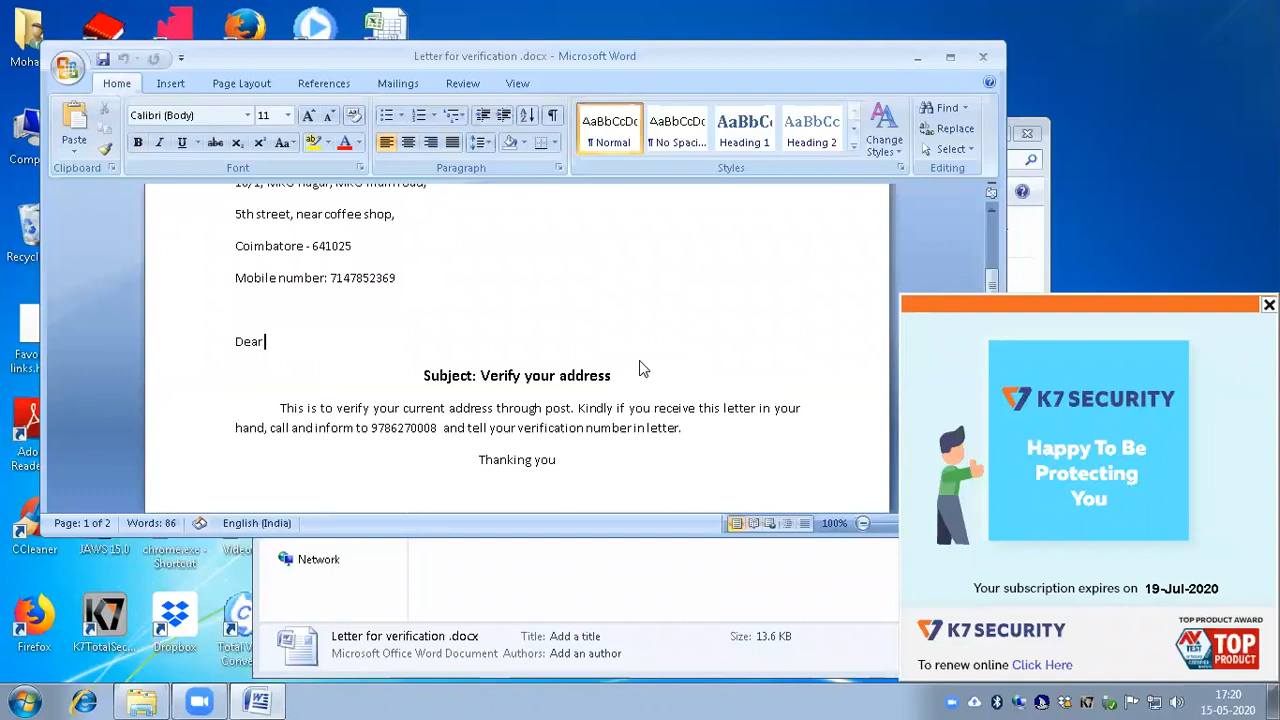 Letter for verification .docx - Microsoft Word
Moha
Home Insert Page Layout References Mailings Review View
Calibri (Body) 11
AaBbCcDc AaBbCcDc AaBbCc AaBbCc
Paste
B I U abc X₂ X² Aa A
¶ Normal ¶ No Spaci... Heading 1 Heading 2
Change
Styles
Find
Replace
Select
Clipboard Font Paragraph Styles Editing
Comp
Recycl
Favo
links.h
Ado
Reade
5th street, near coffee shop,
Coimbatore - 641025
Mobile number: 7147852369
Dear
Subject: Verify your address
This is to verify your current address through post. Kindly if you receive this letter in your
hand, call and inform to 9786270008 and tell your verification number in letter.
Thanking you
Page: 1 of 2 Words: 86 English (India) 100%
K7 SECURITY
Happy To Be
Protecting
You
Your subscription expires on 19-Jul-2020
K7 SECURITY
TOP PRODUCT AWARD
AV TEST
TOP
PRODUCT
To renew online Click Here
CCleaner JAWS 15.0 chrome.exe - Shortcut Video
Network
Firefox K7TotalSec... Dropbox Total V
Conve
Letter for verification .docx Title: Add a title Size: 13.6 KB
Microsoft Office Word Document Authors: Add an author
17:20
15-05-2020